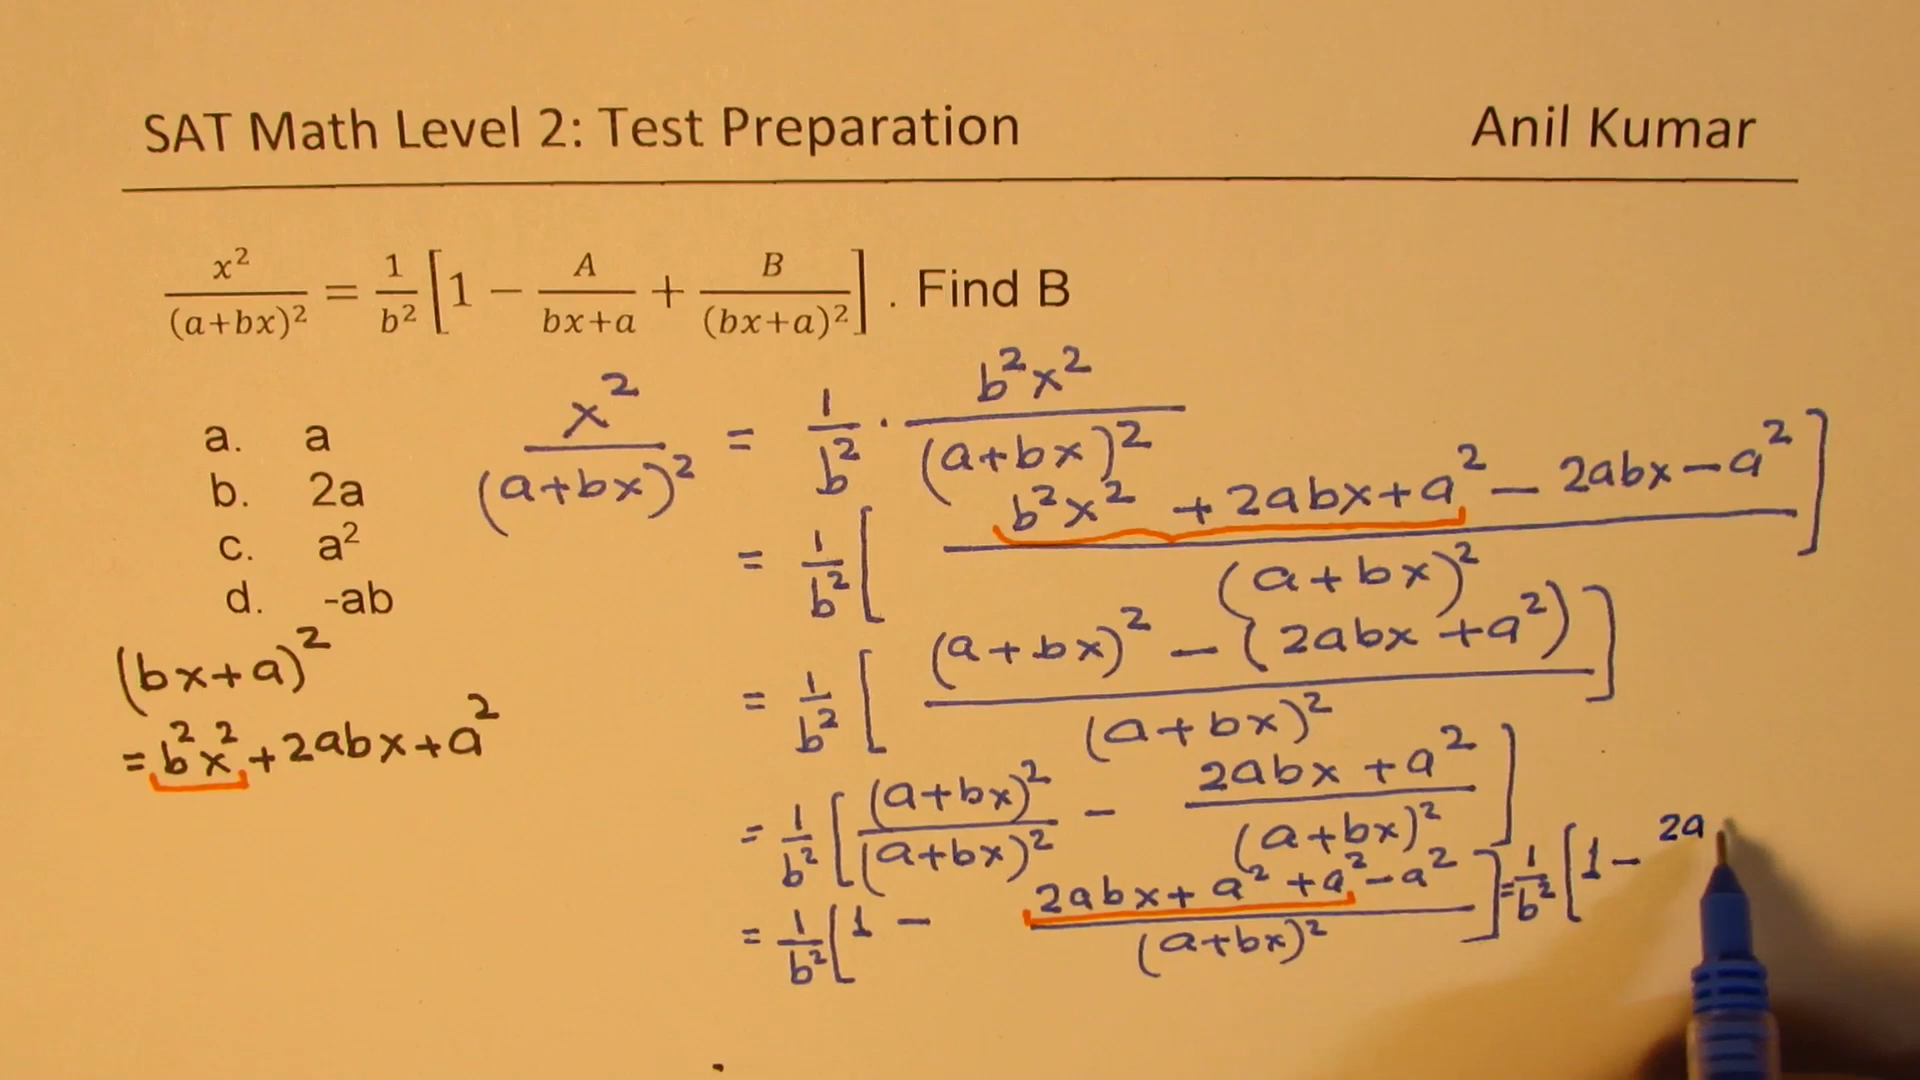 SAT Math Level 2: Test Preparation Anil Kumar
x²/(a+bx)² = 1/b² [1 − A/(bx+a) + B/(bx+a)²] . Find B
a. a
b. 2a
c. a²
d. -ab
(bx+a)²
= b²x² + 2abx + a²
x²/(a+bx)² = 1/b² · b²x²/(a+bx)²
= 1/b² [ (b²x² + 2abx + a² − 2abx − a²)/(a+bx)² ]
= 1/b² [ ((a+bx)² − (2abx + a²))/(a+bx)² ]
= 1/b² [ (a+bx)²/(a+bx)² − (2abx + a²)/(a+bx)² ]
= 1/b² [ 1 − (2abx + a² + a² − a²)/(a+bx)² ] = 1/b² [ 1 − 2a